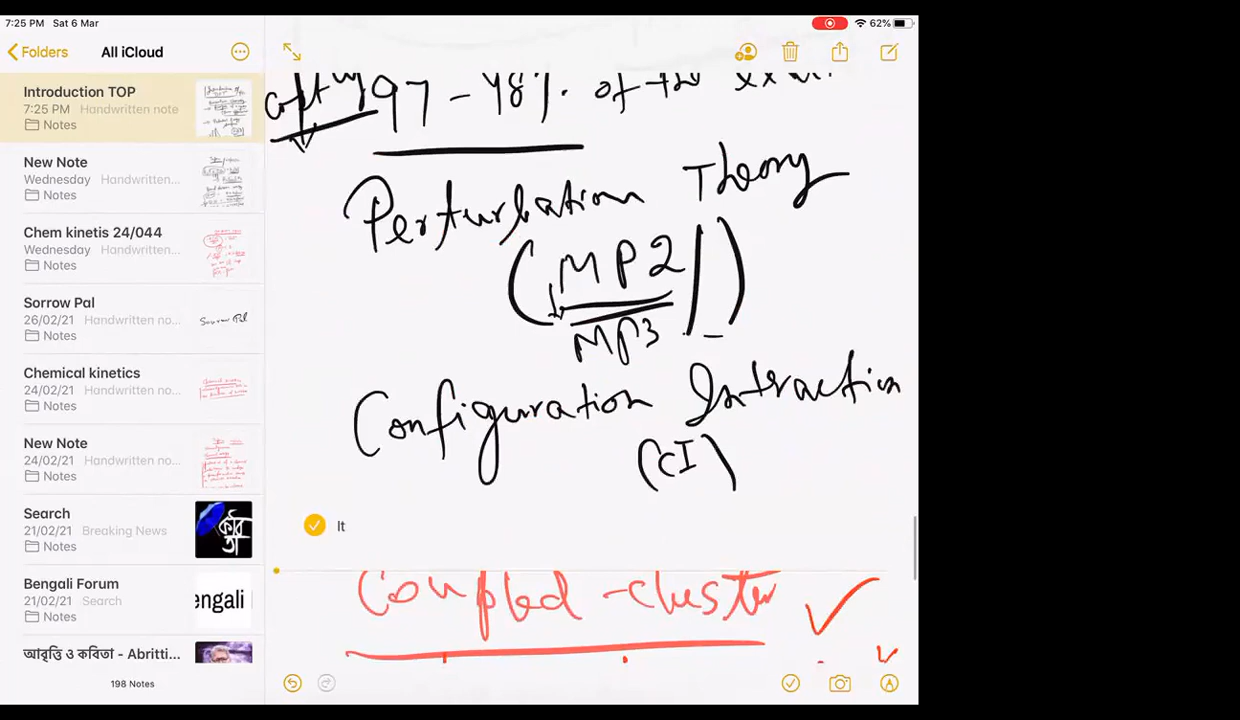 7:25 PM Sat 6 Mar
62%
Folders All iCloud
Introduction TOP
7:25 PM Handwritten note
Notes
New Note
Wednesday Handwritten...
Notes
Chem kinetis 24/044
Wednesday Handwritten...
Notes
Sorrow Pal
26/02/21 Handwritten no...
Notes
Chemical kinetics
24/02/21 Handwritten no...
Notes
New Note
24/02/21 Handwritten no...
Notes
Search
21/02/21 Breaking News
Notes
Bengali Forum
21/02/21 Search
Notes
engali
আবৃত্তি ও কবিতা - Abritti...
198 Notes
97 - 98% of the
Perturbation Theory
(MP2/)
MP3
Configuration Interaction
(CI)
It
Coupled-cluster